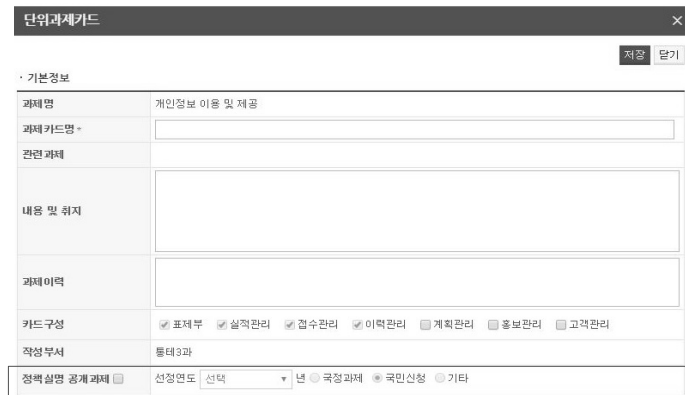 단위과제카드 ×
저장 닫기
· 기본정보
과제명 개인정보 이용 및 제공
과제카드명*
관련과제
내용 및 취지
과제이력
카드구성 표제부 실적관리 접수관리 이력관리 계획관리 홍보관리 고객관리
작성부서 통테3과
정책실명 공개과제 선정연도 선택 년 국정과제 국민신청 기타